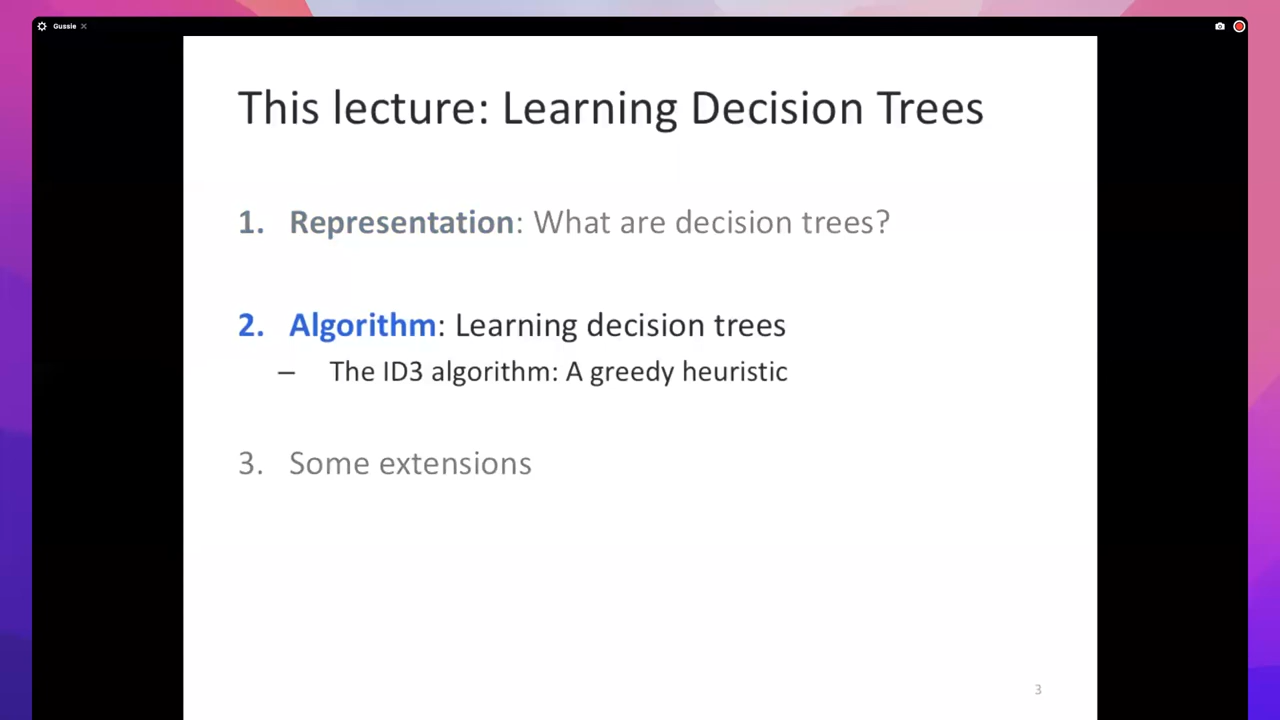 Gussie
This lecture: Learning Decision Trees
1. Representation: What are decision trees?
2. Algorithm: Learning decision trees
– The ID3 algorithm: A greedy heuristic
3. Some extensions
3